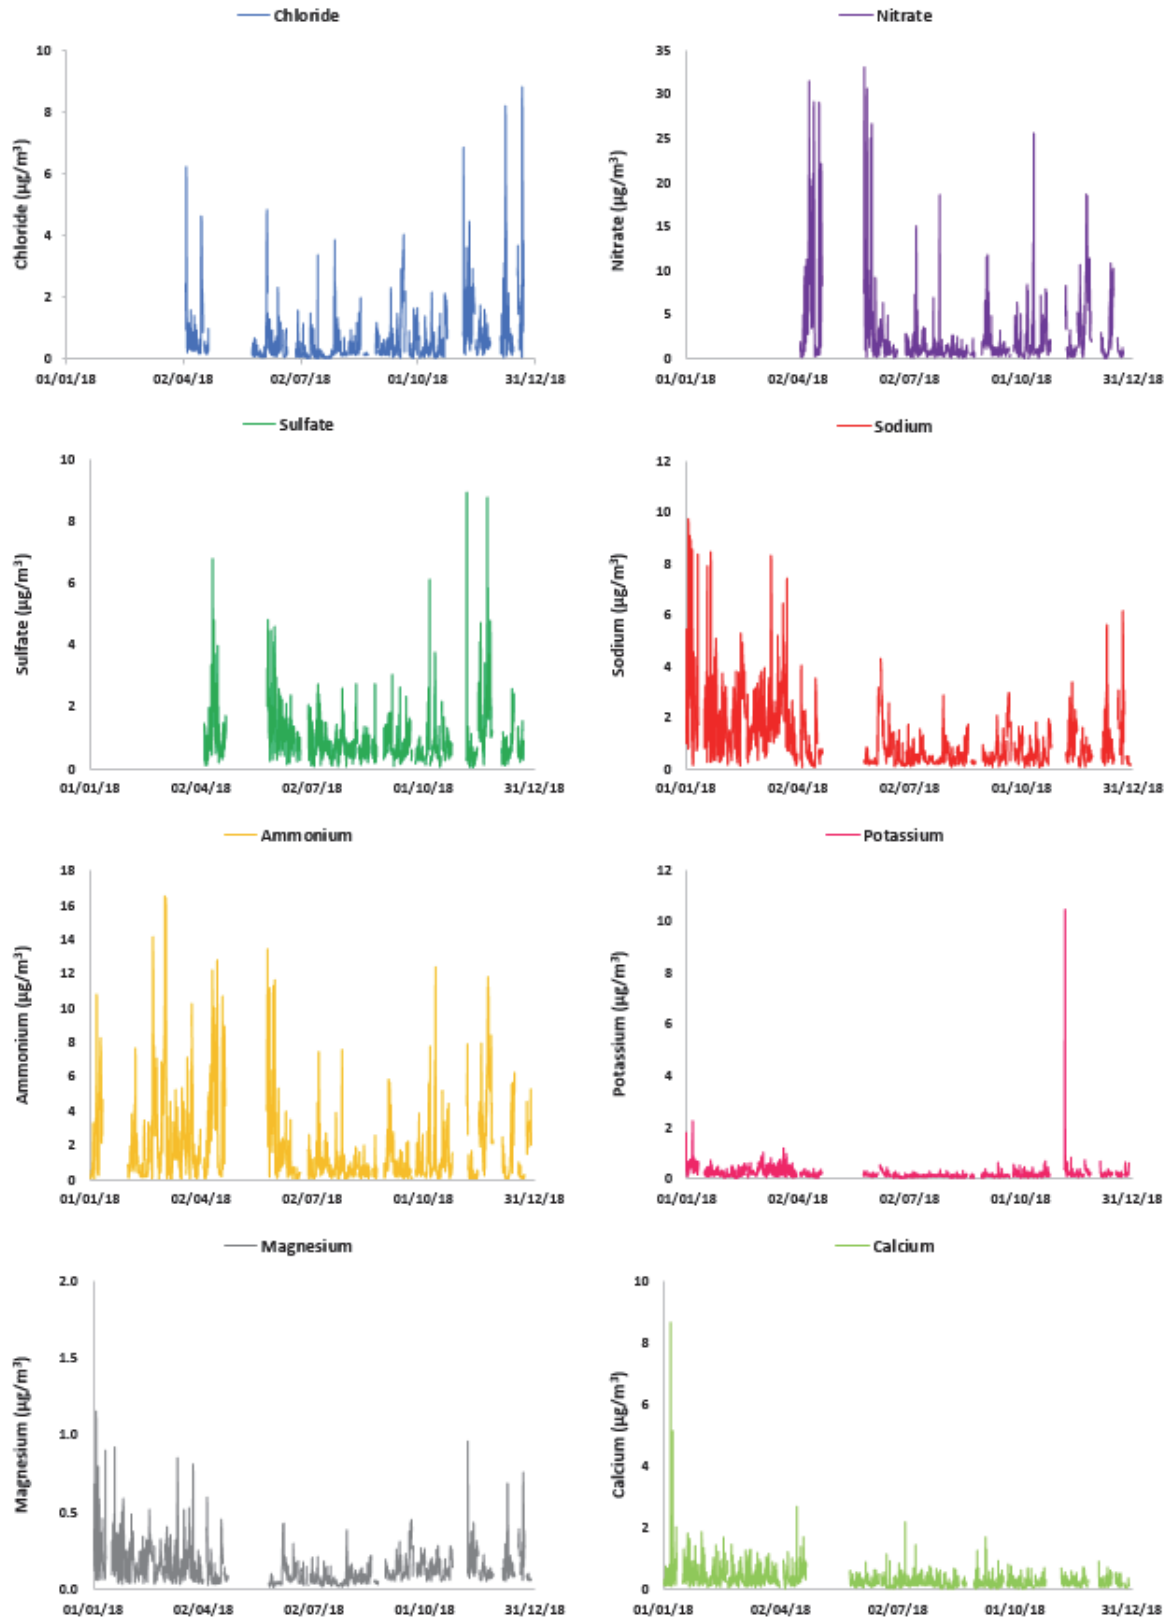 Chloride
Chloride (µg/m³)
10
8
6
4
2
0
01/01/18 02/04/18 02/07/18 01/10/18 31/12/18
Nitrate
Nitrate (µg/m³)
35
30
25
20
15
10
5
0
01/01/18 02/04/18 02/07/18 01/10/18 31/12/18
Sulfate
Sulfate (µg/m³)
10
8
6
4
2
0
01/01/18 02/04/18 02/07/18 01/10/18 31/12/18
Sodium
Sodium (µg/m³)
12
10
8
6
4
2
0
01/01/18 02/04/18 02/07/18 01/10/18 31/12/18
Ammonium
Ammonium (µg/m³)
18
16
14
12
10
8
6
4
2
0
01/01/18 02/04/18 02/07/18 01/10/18 31/12/18
Potassium
Potassium (µg/m³)
12
10
8
6
4
2
0
01/01/18 02/04/18 02/07/18 01/10/18 31/12/18
Magnesium
Magnesium (µg/m³)
2.0
1.5
1.0
0.5
0.0
01/01/18 02/04/18 02/07/18 01/10/18 31/12/18
Calcium
Calcium (µg/m³)
10
8
6
4
2
0
01/01/18 02/04/18 02/07/18 01/10/18 31/12/18